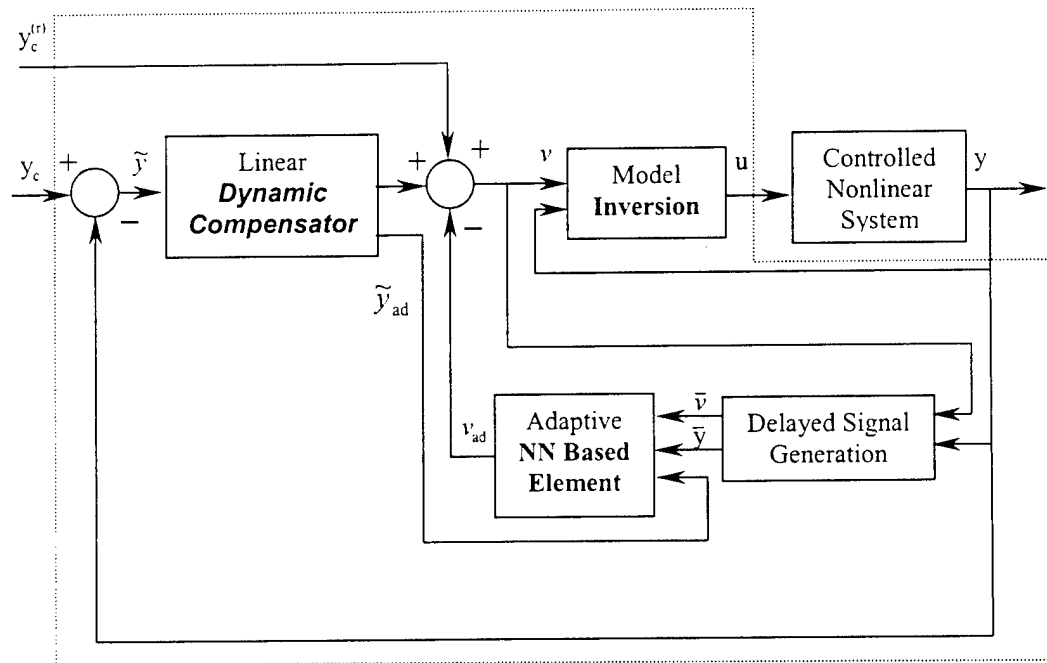 y_c^(r)
y_c
+
−
ỹ
Linear
Dynamic
Compensator
+
+
−
v
Model
Inversion
u
Controlled
Nonlinear
System
y
ỹ_ad
v_ad
Adaptive
NN Based
Element
v̄
ȳ
Delayed Signal
Generation